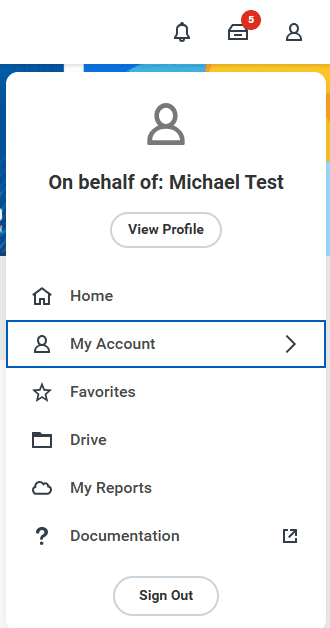 5
On behalf of: Michael Test
View Profile
Home
My Account
Favorites
Drive
My Reports
Documentation
Sign Out